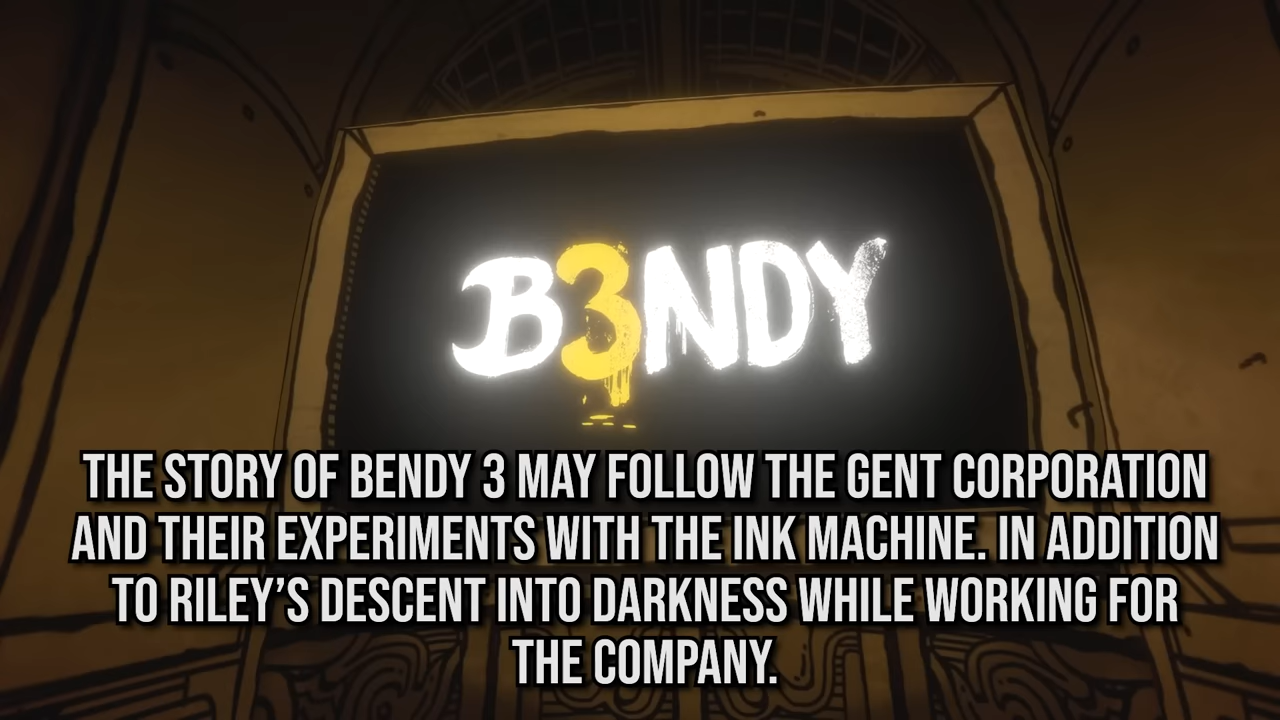 B3NDY
THE STORY OF BENDY 3 MAY FOLLOW THE GENT CORPORATION
AND THEIR EXPERIMENTS WITH THE INK MACHINE. IN ADDITION
TO RILEY’S DESCENT INTO DARKNESS WHILE WORKING FOR
THE COMPANY.